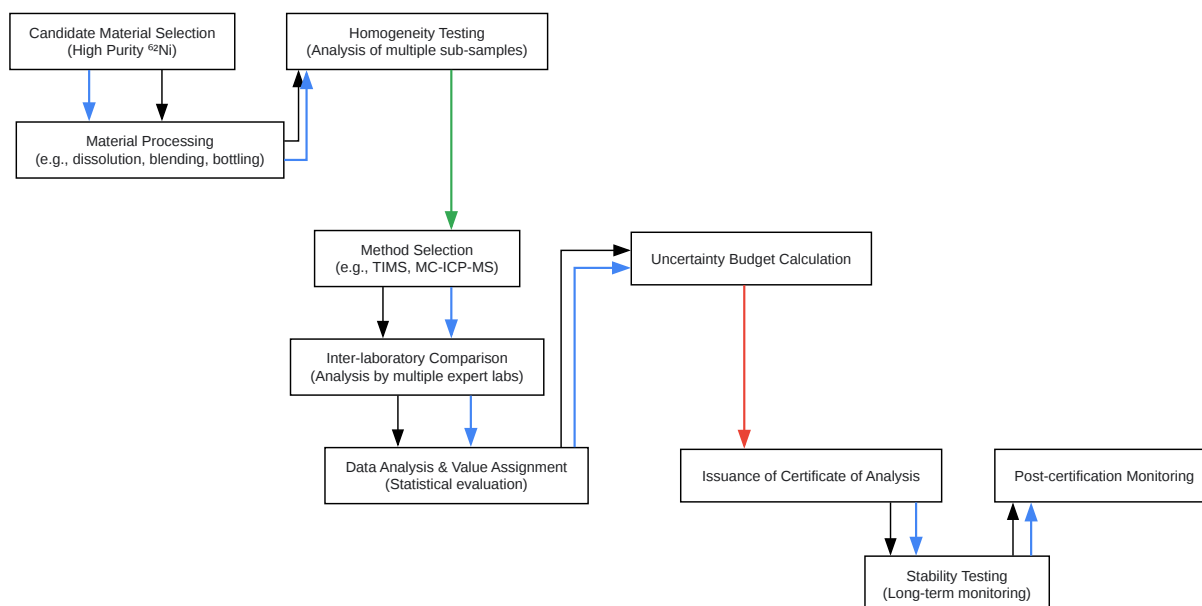 Candidate Material Selection
(High Purity ⁶²Ni)
Homogeneity Testing
(Analysis of multiple sub-samples)
Material Processing
(e.g., dissolution, blending, bottling)
Method Selection
(e.g., TIMS, MC-ICP-MS)
Uncertainty Budget Calculation
Inter-laboratory Comparison
(Analysis by multiple expert labs)
Data Analysis & Value Assignment
(Statistical evaluation)
Issuance of Certificate of Analysis
Post-certification Monitoring
Stability Testing
(Long-term monitoring)